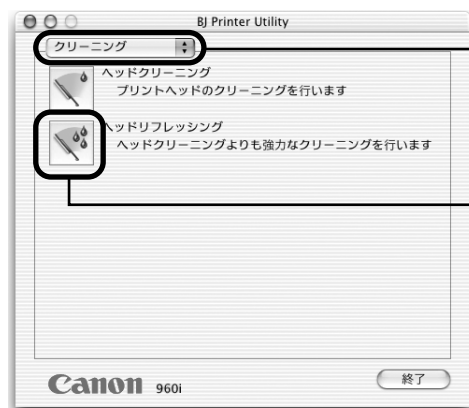 BJ Printer Utility
クリーニング
ヘッドクリーニング
プリントヘッドのクリーニングを行います
ヘッドリフレッシング
ヘッドクリーニングよりも強力なクリーニングを行います
Canon 960i
終了